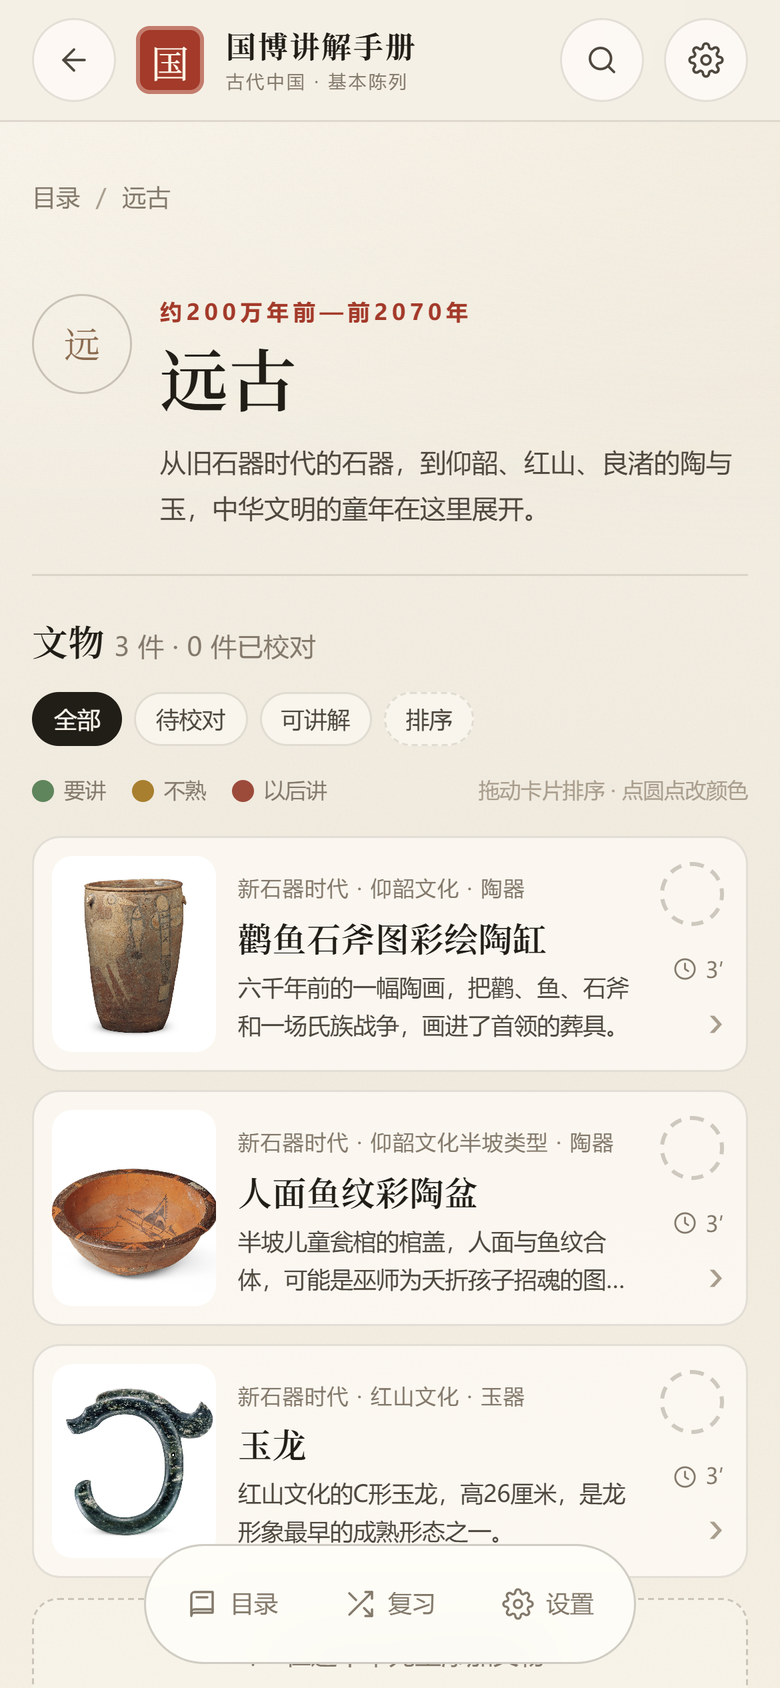 国
国博讲解手册
古代中国 · 基本陈列
目录 / 远古
远
约200万年前—前2070年
远古
从旧石器时代的石器，到仰韶、红山、良渚的陶与
玉，中华文明的童年在这里展开。
文物 3 件 · 0 件已校对
全部 待校对 可讲解 排序
要讲 不熟 以后讲 拖动卡片排序 · 点圆点改颜色
新石器时代 · 仰韶文化 · 陶器
鹳鱼石斧图彩绘陶缸
六千年前的一幅陶画，把鹳、鱼、石斧
和一场氏族战争，画进了首领的葬具。
3′
新石器时代 · 仰韶文化半坡类型 · 陶器
人面鱼纹彩陶盆
半坡儿童瓮棺的棺盖，人面与鱼纹合
体，可能是巫师为夭折孩子招魂的图…
3′
新石器时代 · 红山文化 · 玉器
玉龙
红山文化的C形玉龙，高26厘米，是龙
形象最早的成熟形态之一。
3′
目录 复习 设置